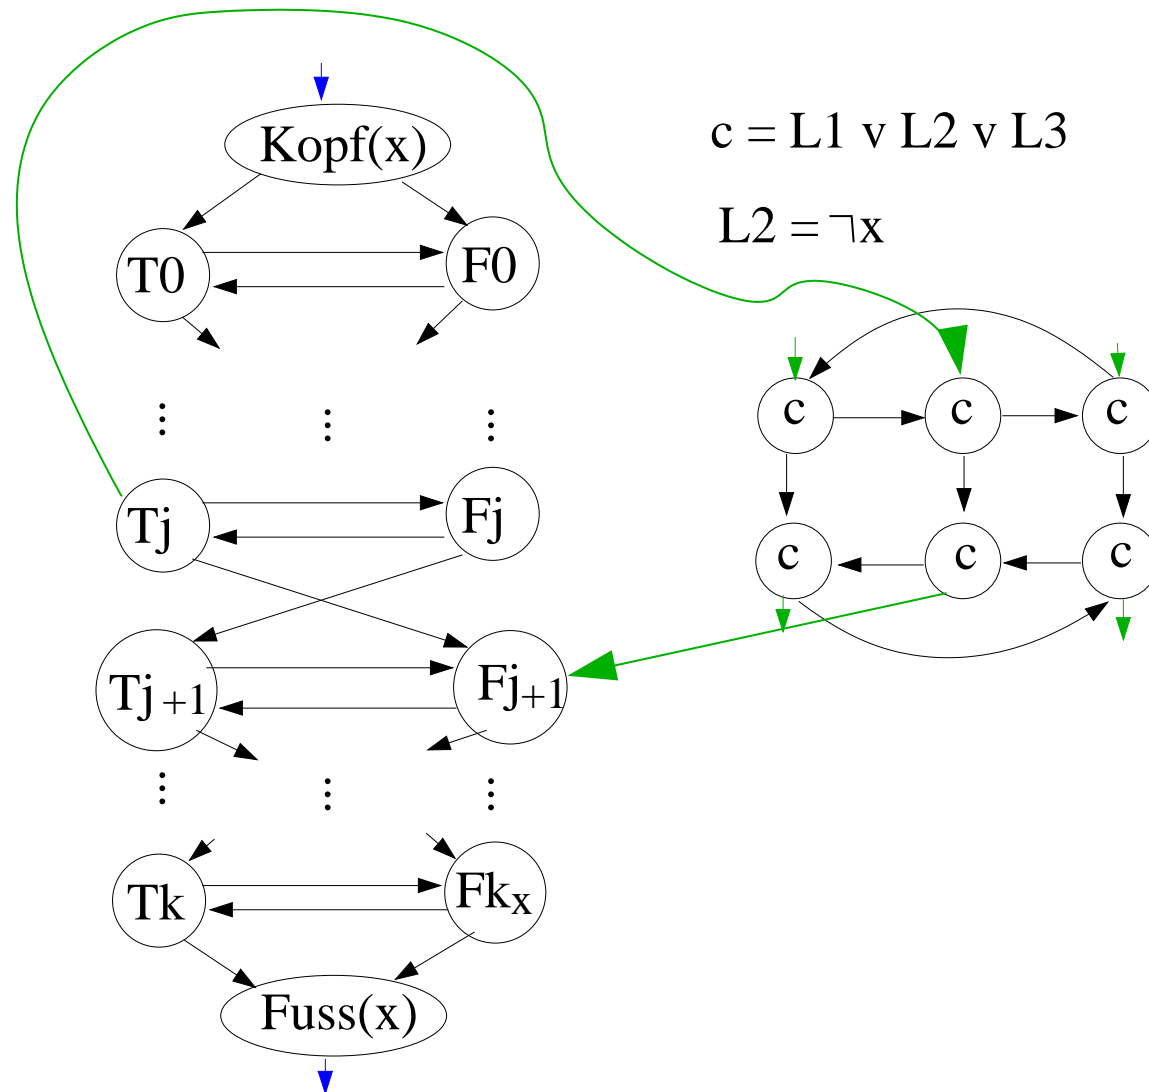 Kopf(x)
c = L1 v L2 v L3
L2 = ¬x
T0 F0
c c c
Tj Fj
c c c
Tj+1 Fj+1
Tk Fkx
Fuss(x)